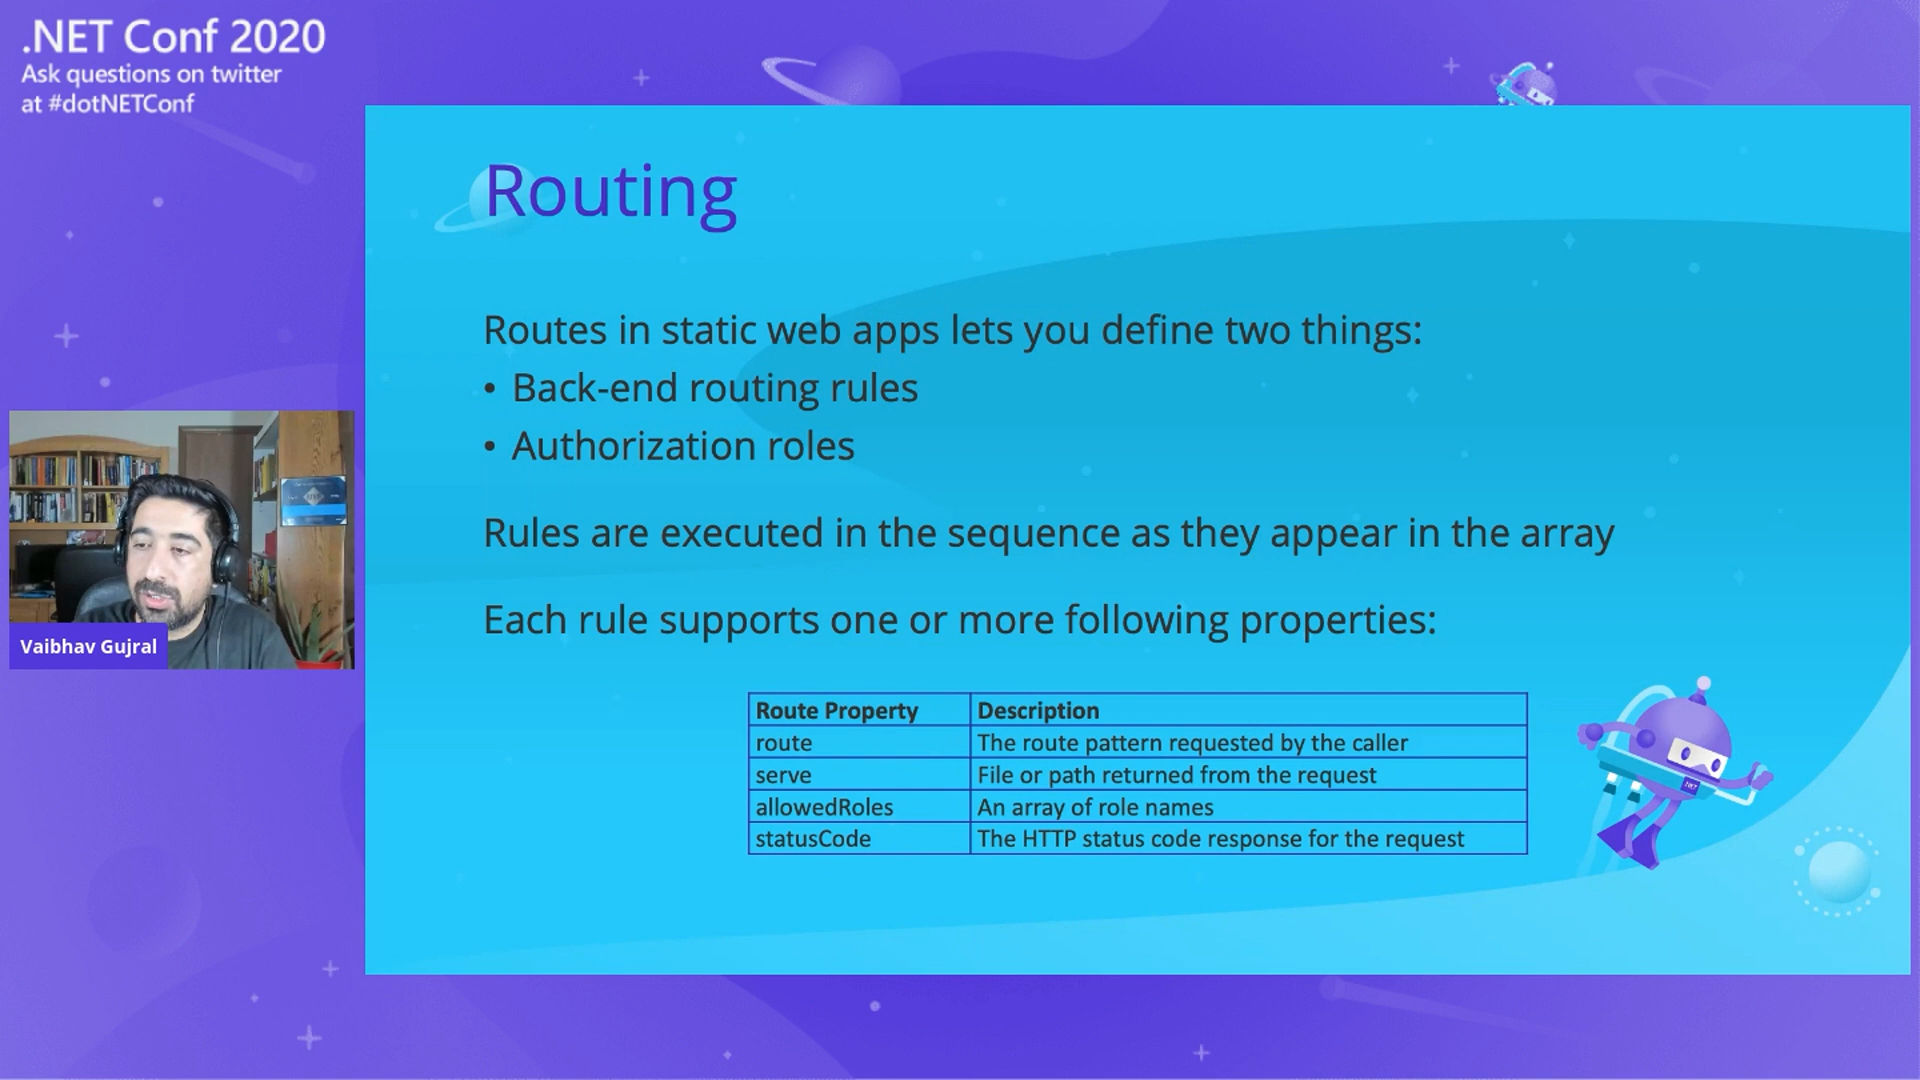 .NET Conf 2020
Ask questions on twitter
at #dotNETConf
Routing
Routes in static web apps lets you define two things:
• Back-end routing rules
• Authorization roles
Rules are executed in the sequence as they appear in the array
Each rule supports one or more following properties:
Route Property Description
route The route pattern requested by the caller
serve File or path returned from the request
allowedRoles An array of role names
statusCode The HTTP status code response for the request
Vaibhav Gujral